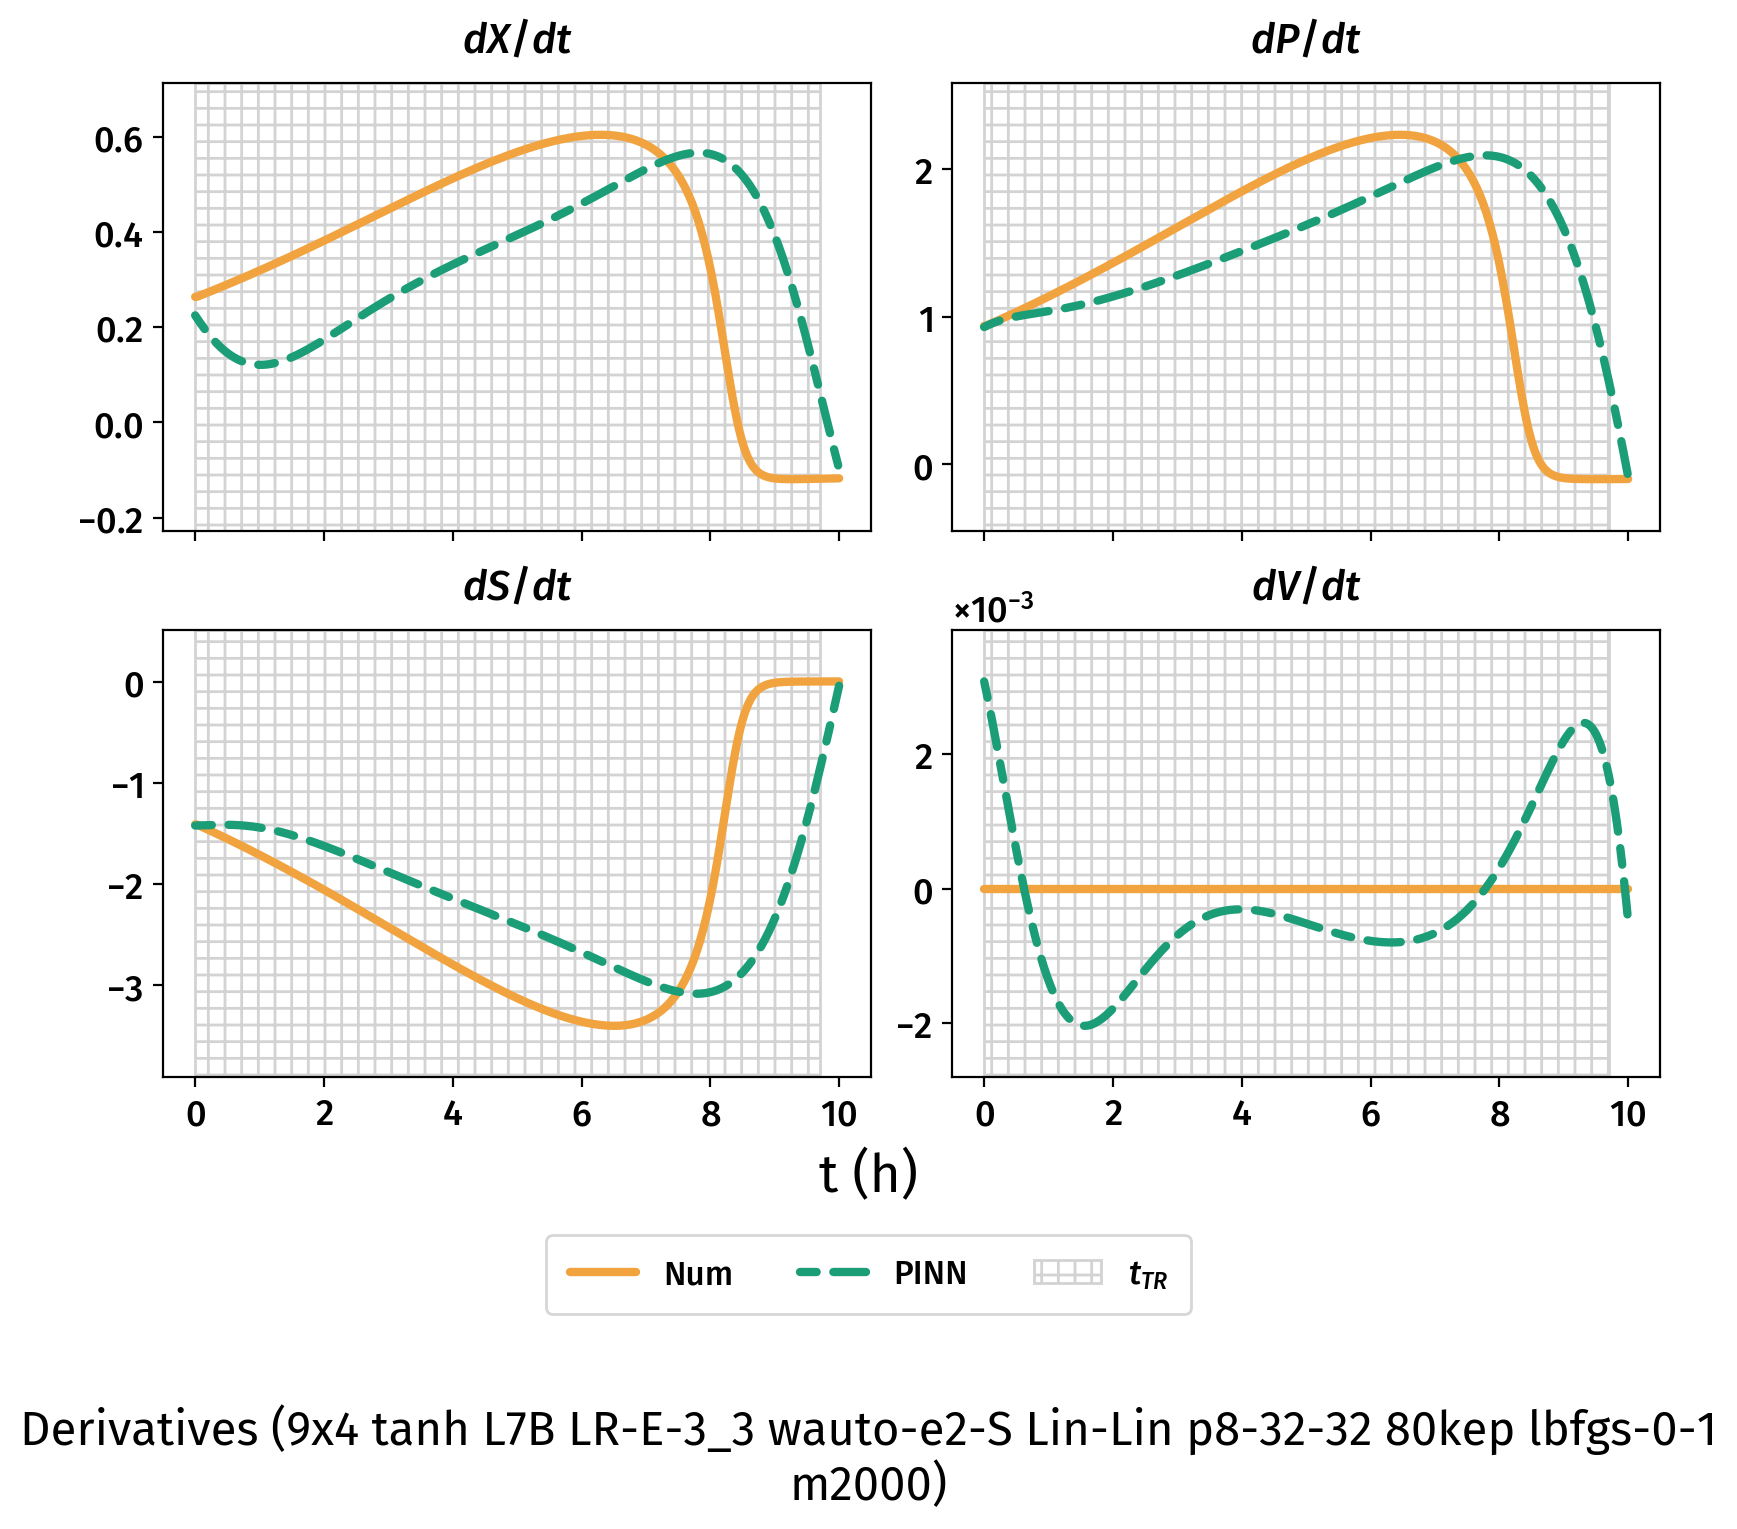 dX/dt
dP/dt
0.6
0.4
0.2
0.0
−0.2
2
1
0
dS/dt
dV/dt
×10⁻³
0
−1
−2
−3
2
0
−2
0 2 4 6 8 10
0 2 4 6 8 10
t (h)
Num PINN t_TR
Derivatives (9x4 tanh L7B LR-E-3_3 wauto-e2-S Lin-Lin p8-32-32 80kep lbfgs-0-1
m2000)